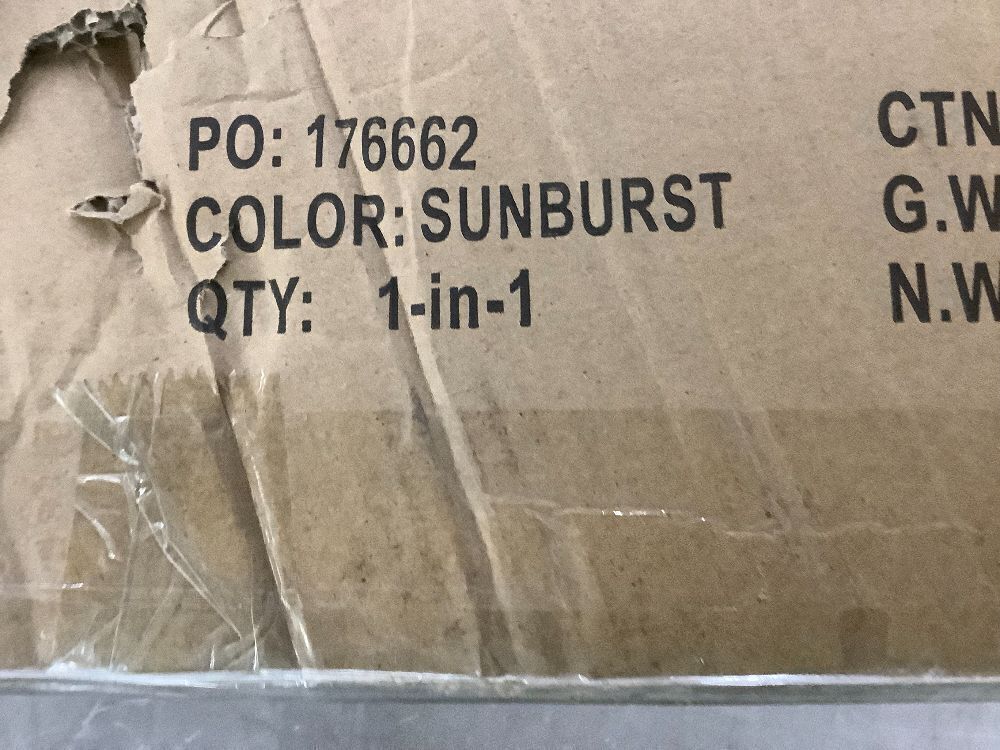 PO: 176662
COLOR: SUNBURST
QTY: 1-in-1
CTN
G.W
N.W